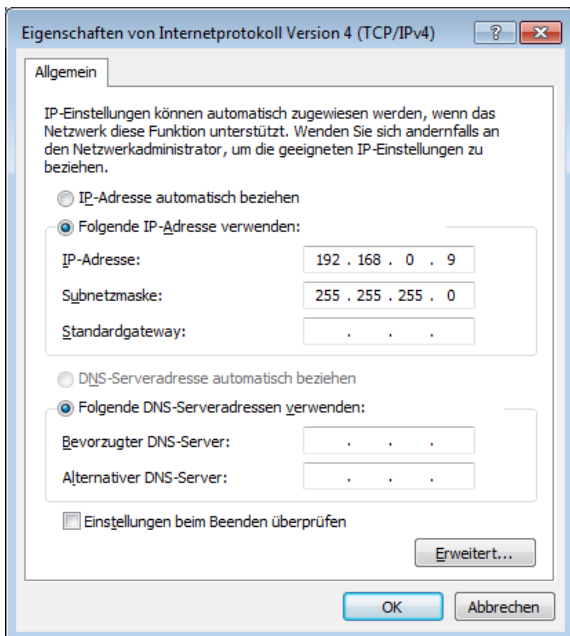 Eigenschaften von Internetprotokoll Version 4 (TCP/IPv4)
Allgemein
IP-Einstellungen können automatisch zugewiesen werden, wenn das
Netzwerk diese Funktion unterstützt. Wenden Sie sich andernfalls an
den Netzwerkadministrator, um die geeigneten IP-Einstellungen zu
beziehen.
IP-Adresse automatisch beziehen
Folgende IP-Adresse verwenden:
IP-Adresse: 192 . 168 . 0 . 9
Subnetzmaske: 255 . 255 . 255 . 0
Standardgateway: . . .
DNS-Serveradresse automatisch beziehen
Folgende DNS-Serveradressen verwenden:
Bevorzugter DNS-Server: . . .
Alternativer DNS-Server: . . .
Einstellungen beim Beenden überprüfen
Erweitert...
OK Abbrechen